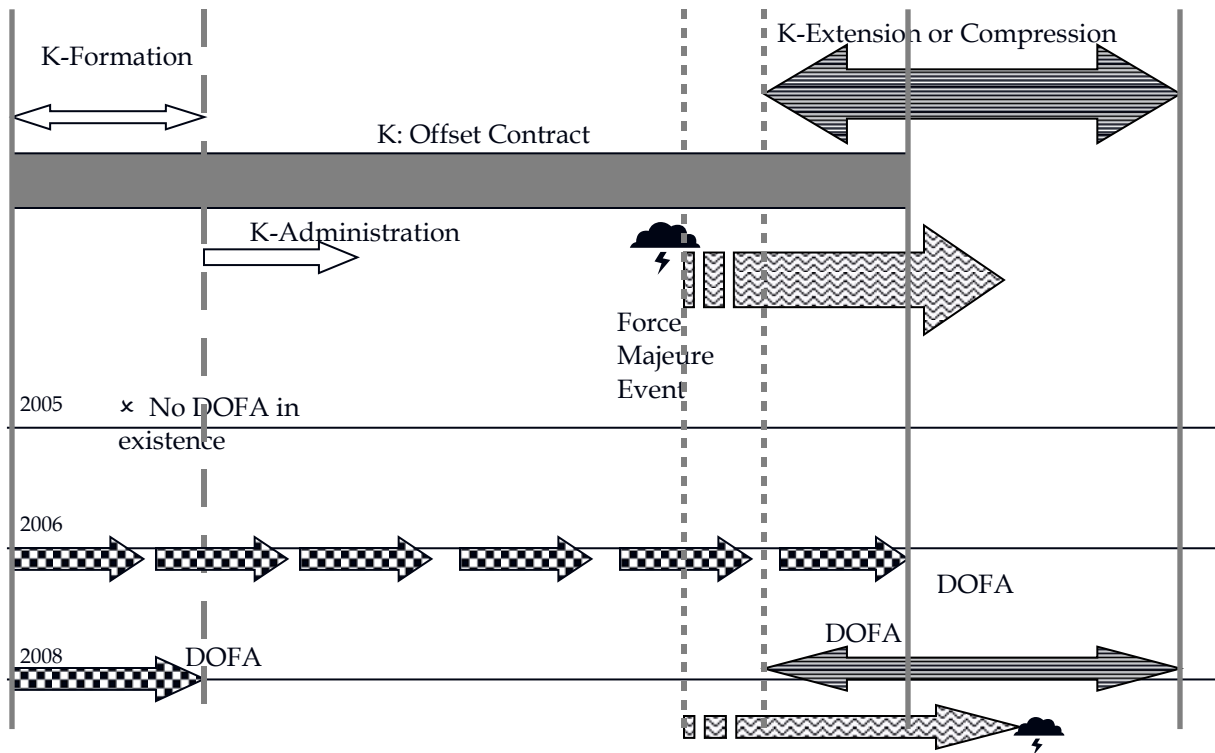 K-Extension or Compression
K-Formation
K: Offset Contract
K-Administration
Force
Majeure
Event
2005
× No DOFA in
existence
2006
DOFA
DOFA
2008
DOFA